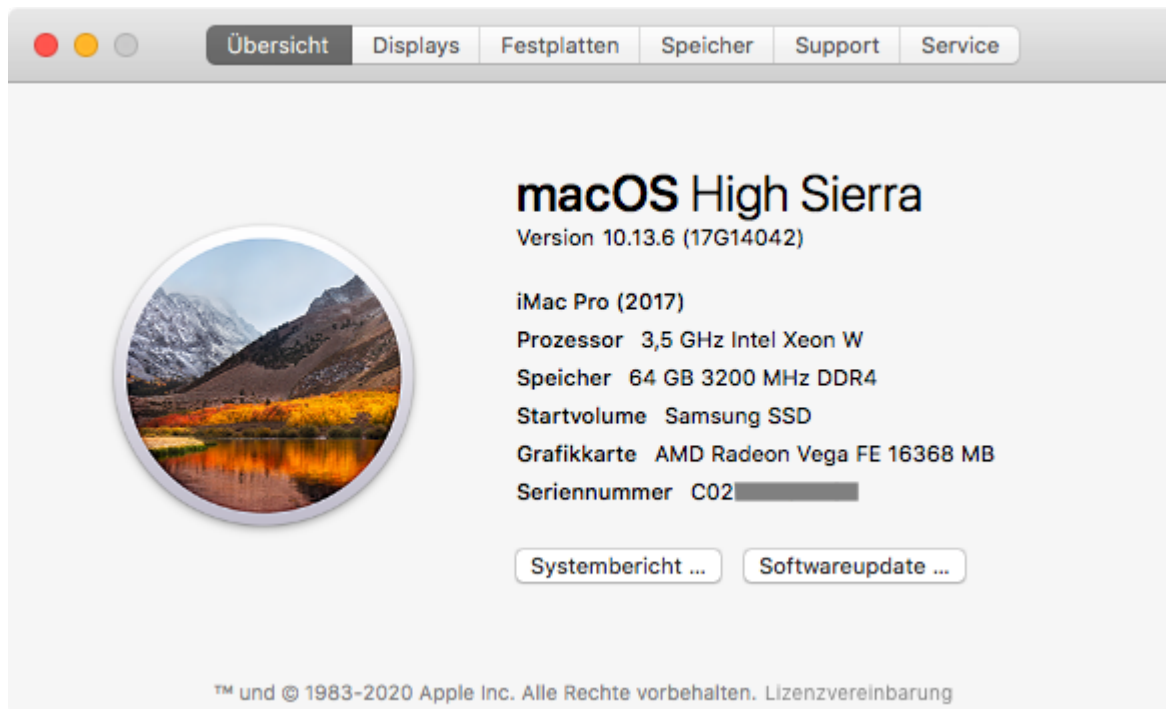 Übersicht Displays Festplatten Speicher Support Service
macOS High Sierra
Version 10.13.6 (17G14042)
iMac Pro (2017)
Prozessor 3,5 GHz Intel Xeon W
Speicher 64 GB 3200 MHz DDR4
Startvolume Samsung SSD
Grafikkarte AMD Radeon Vega FE 16368 MB
Seriennummer C02
Systembericht ... Softwareupdate ...
™ und © 1983-2020 Apple Inc. Alle Rechte vorbehalten. Lizenzvereinbarung